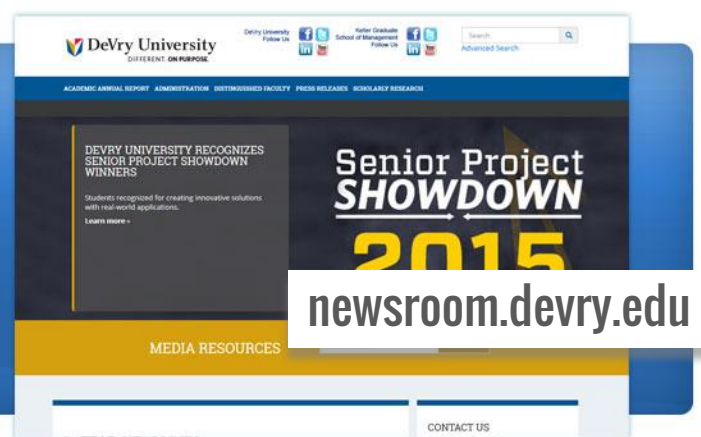 DeVry University
DIFFERENT. ON PURPOSE.
DeVry University
Follow Us
Keller Graduate
School of Management
Follow Us
Search
Advanced Search
ACADEMIC ANNUAL REPORT ADMINISTRATION DISTINGUISHED FACULTY PRESS RELEASES SCHOLARLY RESEARCH
DEVRY UNIVERSITY RECOGNIZES
SENIOR PROJECT SHOWDOWN
WINNERS
Students recognized for creating innovative solutions
with real-world applications.
Learn more »
Senior Project
SHOWDOWN
2015
newsroom.devry.edu
MEDIA RESOURCES
CONTACT US